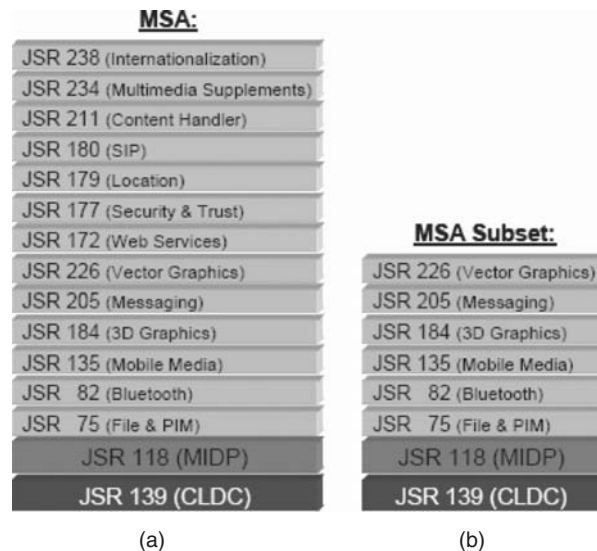 MSA:
JSR 238 (Internationalization)
JSR 234 (Multimedia Supplements)
JSR 211 (Content Handler)
JSR 180 (SIP)
JSR 179 (Location)
JSR 177 (Security & Trust)
JSR 172 (Web Services)
JSR 226 (Vector Graphics)
JSR 205 (Messaging)
JSR 184 (3D Graphics)
JSR 135 (Mobile Media)
JSR 82 (Bluetooth)
JSR 75 (File & PIM)
JSR 118 (MIDP)
JSR 139 (CLDC)
(a)
MSA Subset:
JSR 226 (Vector Graphics)
JSR 205 (Messaging)
JSR 184 (3D Graphics)
JSR 135 (Mobile Media)
JSR 82 (Bluetooth)
JSR 75 (File & PIM)
JSR 118 (MIDP)
JSR 139 (CLDC)
(b)